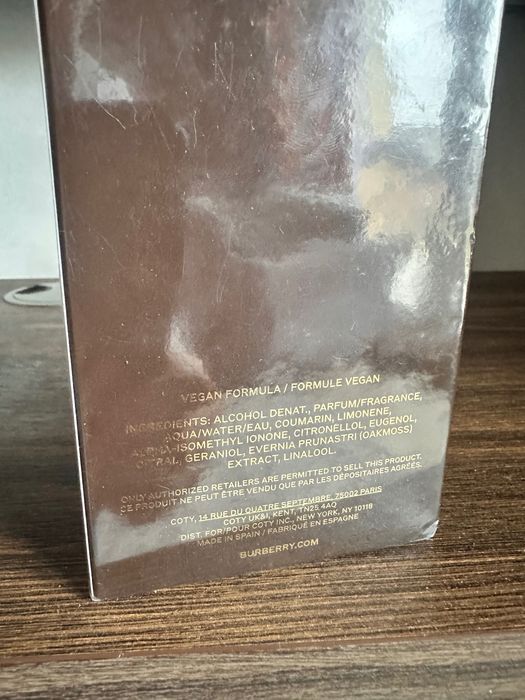 VEGAN FORMULA / FORMULE VEGAN
INGREDIENTS: ALCOHOL DENAT., PARFUM/FRAGRANCE,
AQUA/WATER/EAU, COUMARIN, LIMONENE,
ALPHA-ISOMETHYL IONONE, CITRONELLOL, EUGENOL,
CITRAL, GERANIOL, EVERNIA PRUNASTRI (OAKMOSS)
EXTRACT, LINALOOL.
ONLY AUTHORIZED RETAILERS ARE PERMITTED TO SELL THIS PRODUCT.
CE PRODUIT NE PEUT ÊTRE VENDU QUE PAR LES DÉPOSITAIRES AGRÉÉS.
COTY, 14 RUE DU QUATRE SEPTEMBRE, 75002 PARIS
COTY UK&I, KENT, TN25 4AQ
DIST. FOR/POUR COTY INC., NEW YORK, NY 10118
MADE IN SPAIN / FABRIQUÉ EN ESPAGNE
BURBERRY.COM